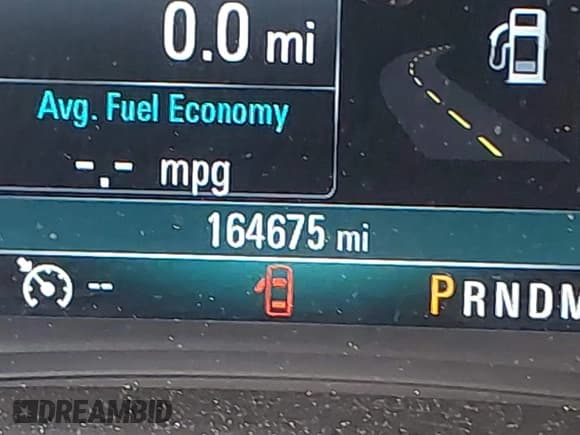 0.0 mi
Avg. Fuel Economy
-.- mpg
164675 mi
--
PRNDM
DREAMBID